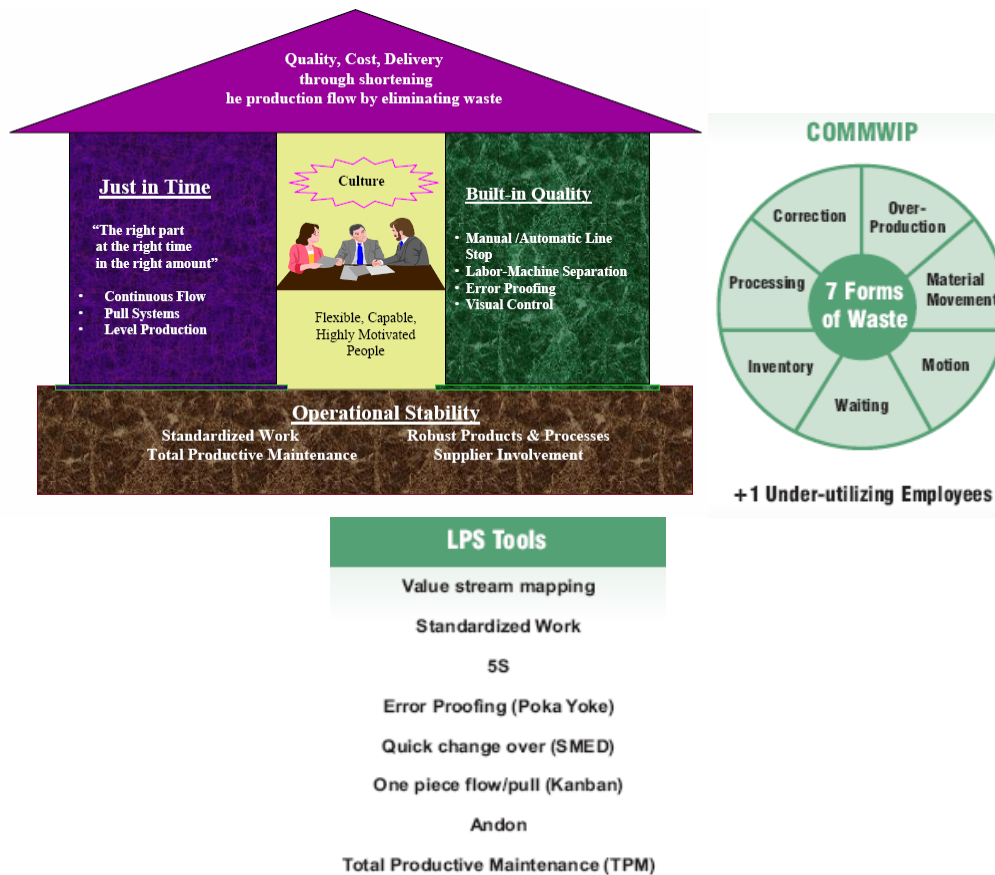 Quality, Cost, Delivery
through shortening
he production flow by eliminating waste
Just in Time
“The right part
at the right time
in the right amount”
• Continuous Flow
• Pull Systems
• Level Production
Culture
Flexible, Capable,
Highly Motivated
People
Built-in Quality
• Manual /Automatic Line
Stop
• Labor-Machine Separation
• Error Proofing
• Visual Control
Operational Stability
Standardized Work
Total Productive Maintenance
Robust Products & Processes
Supplier Involvement
COMMWIP
Correction
Over-
Production
Material
Movement
Motion
Waiting
Inventory
Processing
7 Forms
of Waste
+1 Under-utilizing Employees
LPS Tools
Value stream mapping
Standardized Work
5S
Error Proofing (Poka Yoke)
Quick change over (SMED)
One piece flow/pull (Kanban)
Andon
Total Productive Maintenance (TPM)